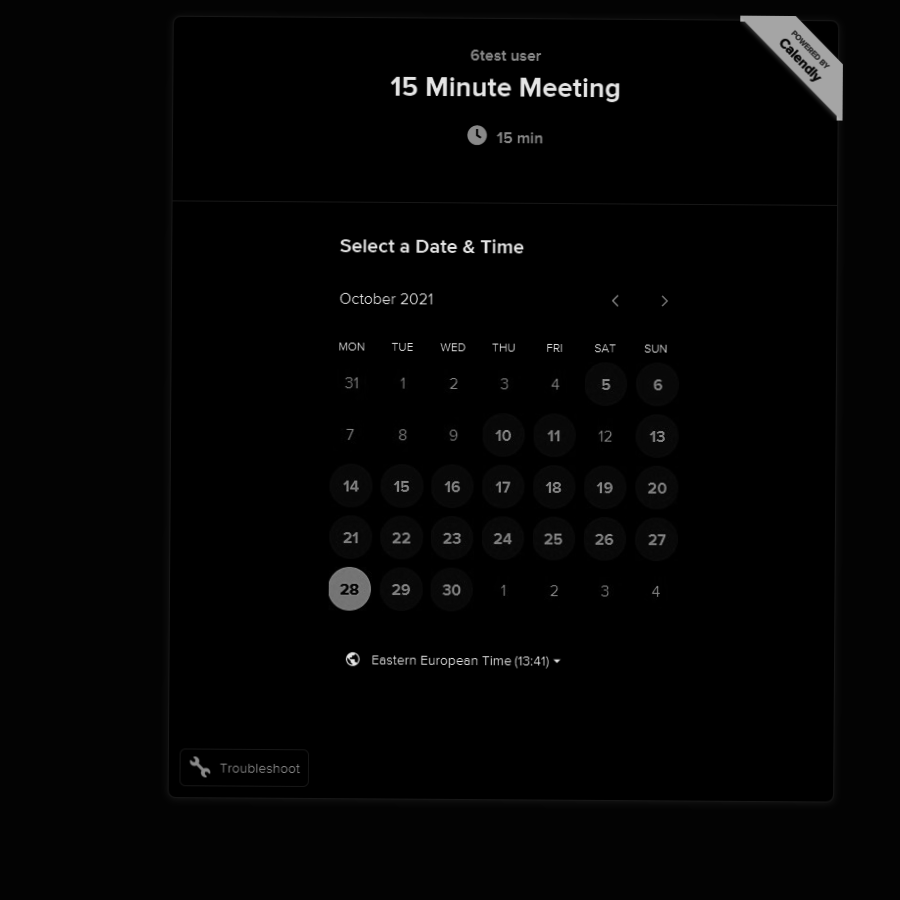 POWERED BY
Calendly
6test user
15 Minute Meeting
15 min
Select a Date & Time
October 2021
MON TUE WED THU FRI SAT SUN
31 1 2 3 4 5 6
7 8 9 10 11 12 13
14 15 16 17 18 19 20
21 22 23 24 25 26 27
28 29 30 1 2 3 4
Eastern European Time (13:41)
Troubleshoot